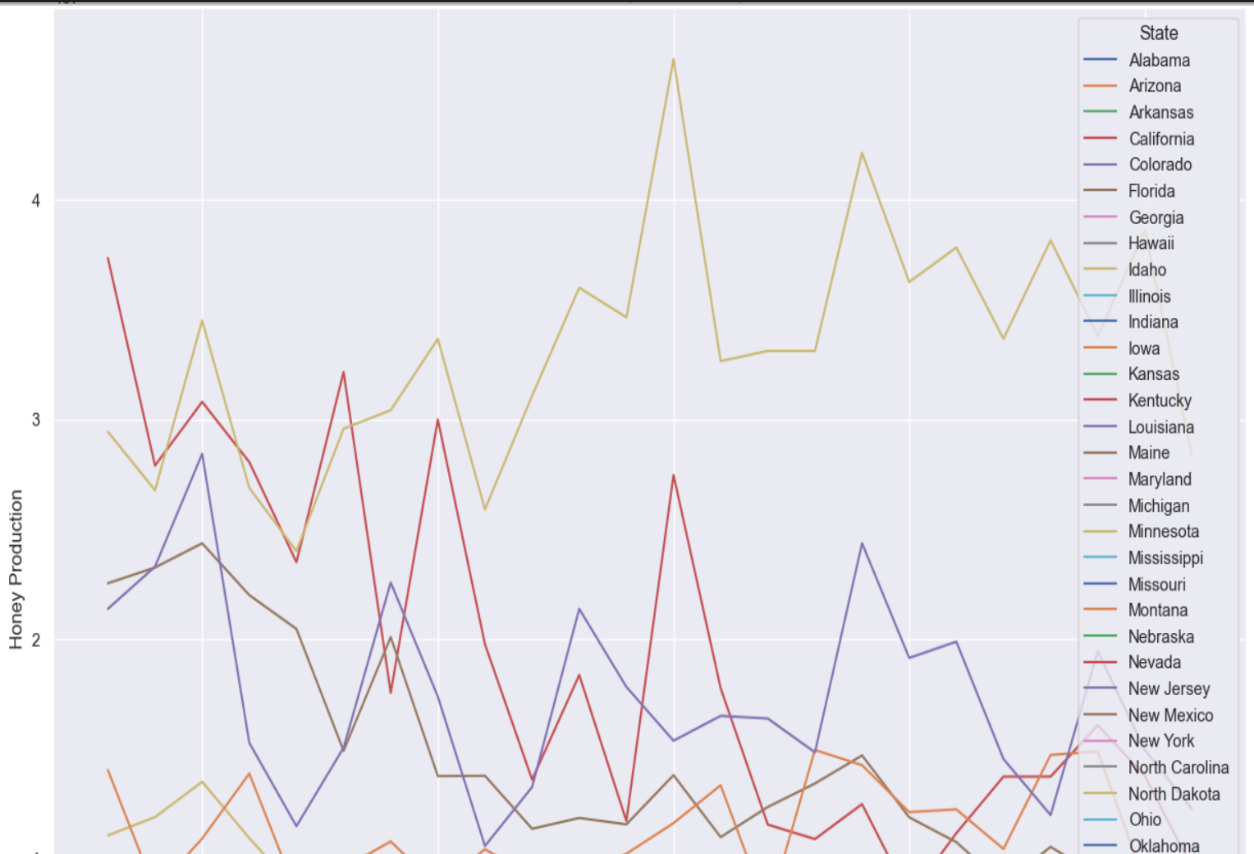 4
3
2
Honey Production
State
Alabama
Arizona
Arkansas
California
Colorado
Florida
Georgia
Hawaii
Idaho
Illinois
Indiana
Iowa
Kansas
Kentucky
Louisiana
Maine
Maryland
Michigan
Minnesota
Mississippi
Missouri
Montana
Nebraska
Nevada
New Jersey
New Mexico
New York
North Carolina
North Dakota
Ohio
Oklahoma